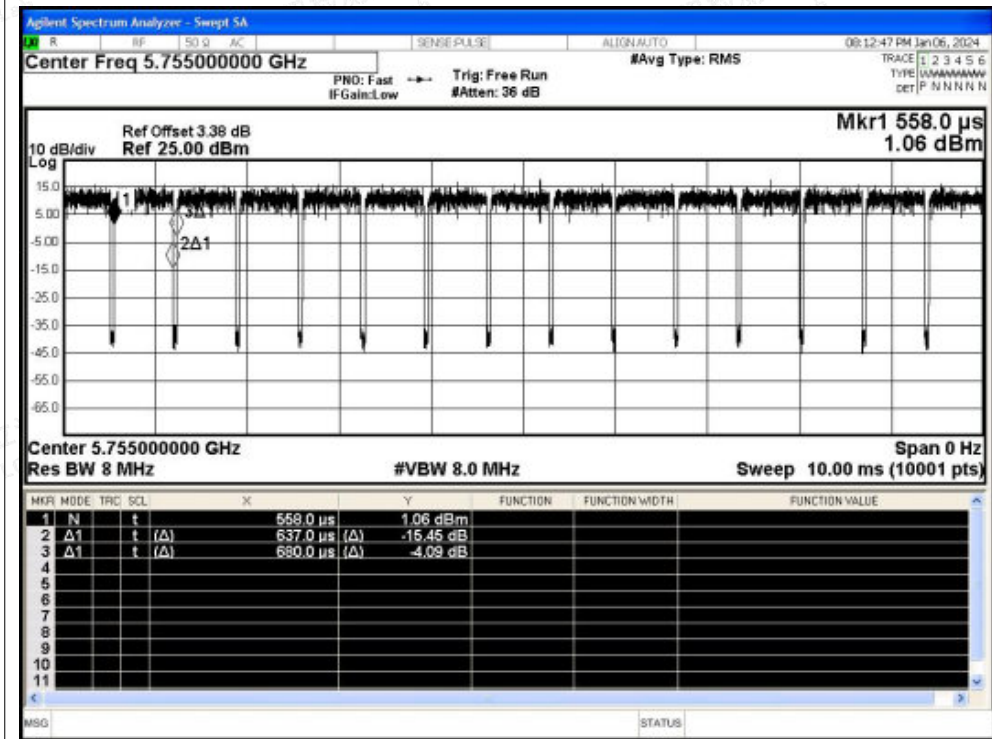 Agilent Spectrum Analyzer - Swept SA
R RF 50 Ω AC SENSE:PULSE ALIGN AUTO 08:12:47 PM Jan 06, 2024
Center Freq 5.755000000 GHz #Avg Type: RMS TRACE 1 2 3 4 5 6
PNO: Fast Trig: Free Run TYPE
IFGain:Low #Atten: 36 dB DET P N N N N N
Mkr1 558.0 µs
1.06 dBm
Ref Offset 3.38 dB
10 dB/div Ref 25.00 dBm
Log
15.0
5.00
-5.00
-15.0
-25.0
-35.0
-45.0
-55.0
-65.0
1
3Δ1
2Δ1
Center 5.755000000 GHz Span 0 Hz
Res BW 8 MHz #VBW 8.0 MHz Sweep 10.00 ms (10001 pts)
MKR MODE TRC SCL X Y FUNCTION FUNCTION WIDTH FUNCTION VALUE
1 N t 558.0 µs 1.06 dBm
2 Δ1 t (Δ) 637.0 µs (Δ) -15.45 dB
3 Δ1 t (Δ) 680.0 µs (Δ) -4.09 dB
4
5
6
7
8
9
10
11
MSG STATUS